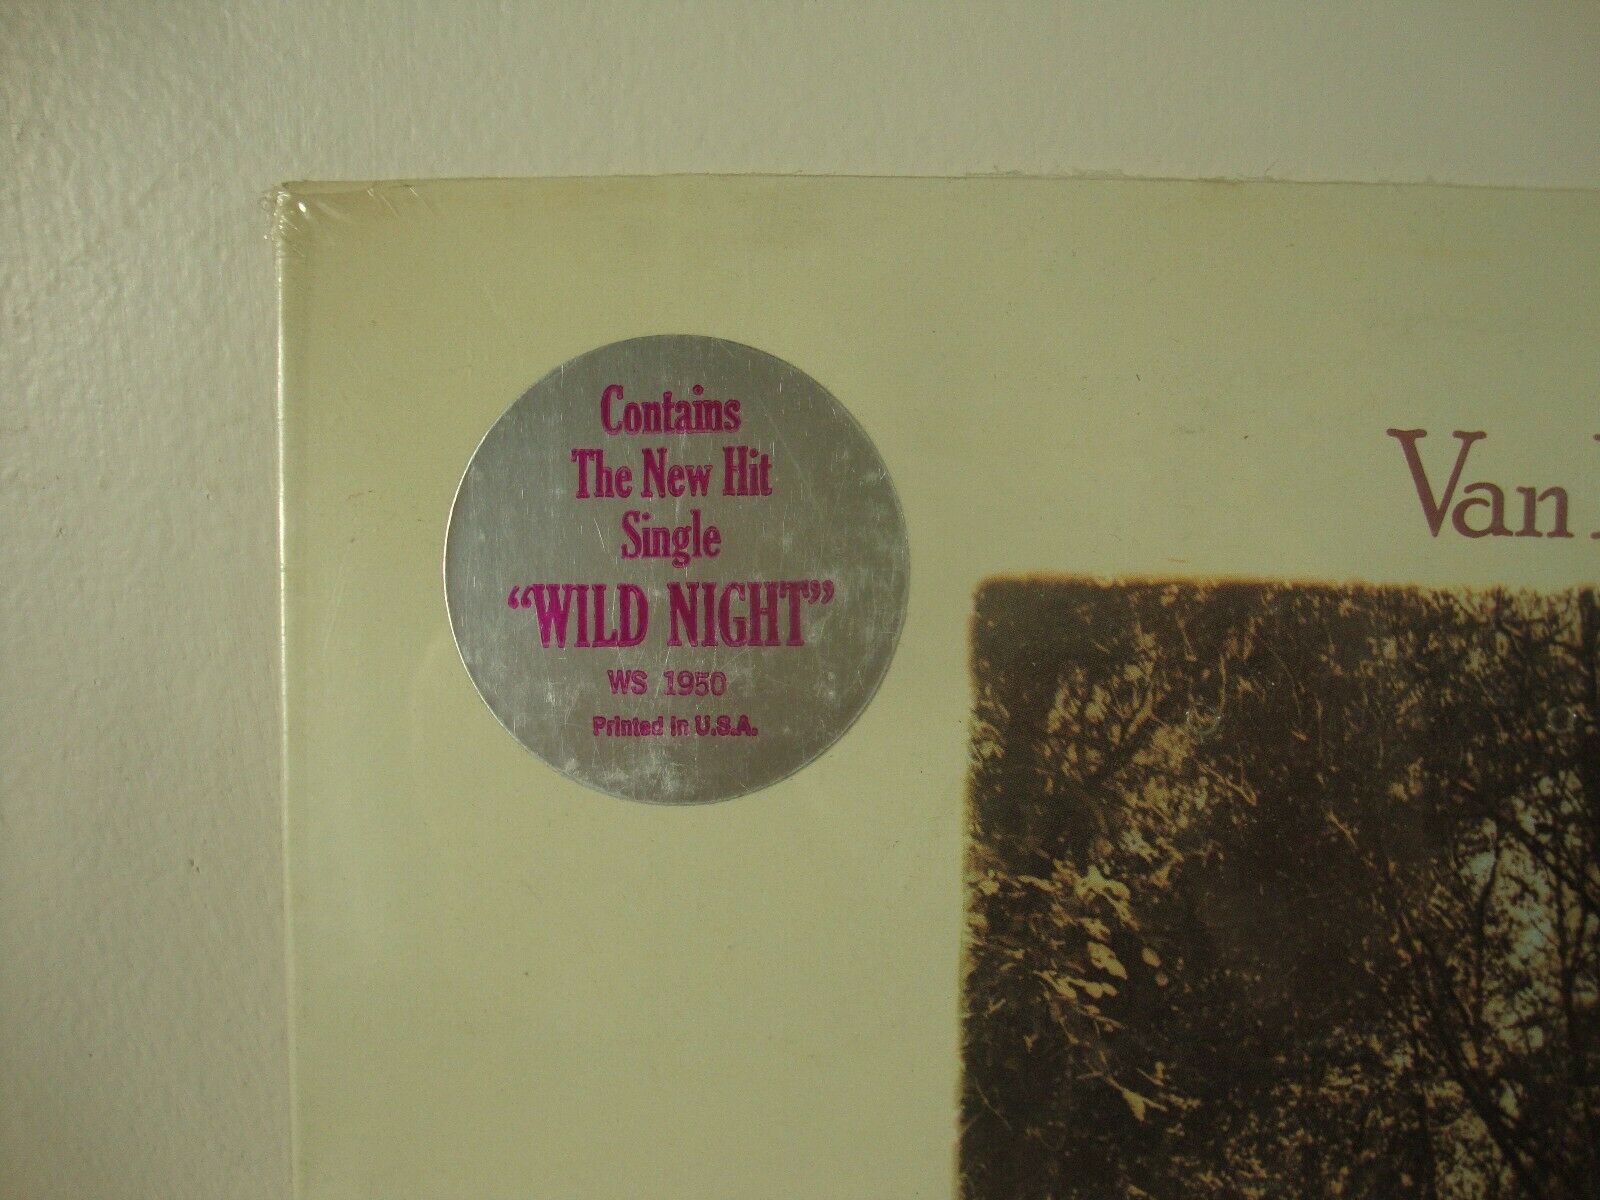 Contains
The New Hit
Single
“WILD NIGHT”
WS 1950
Printed in U.S.A.
Van